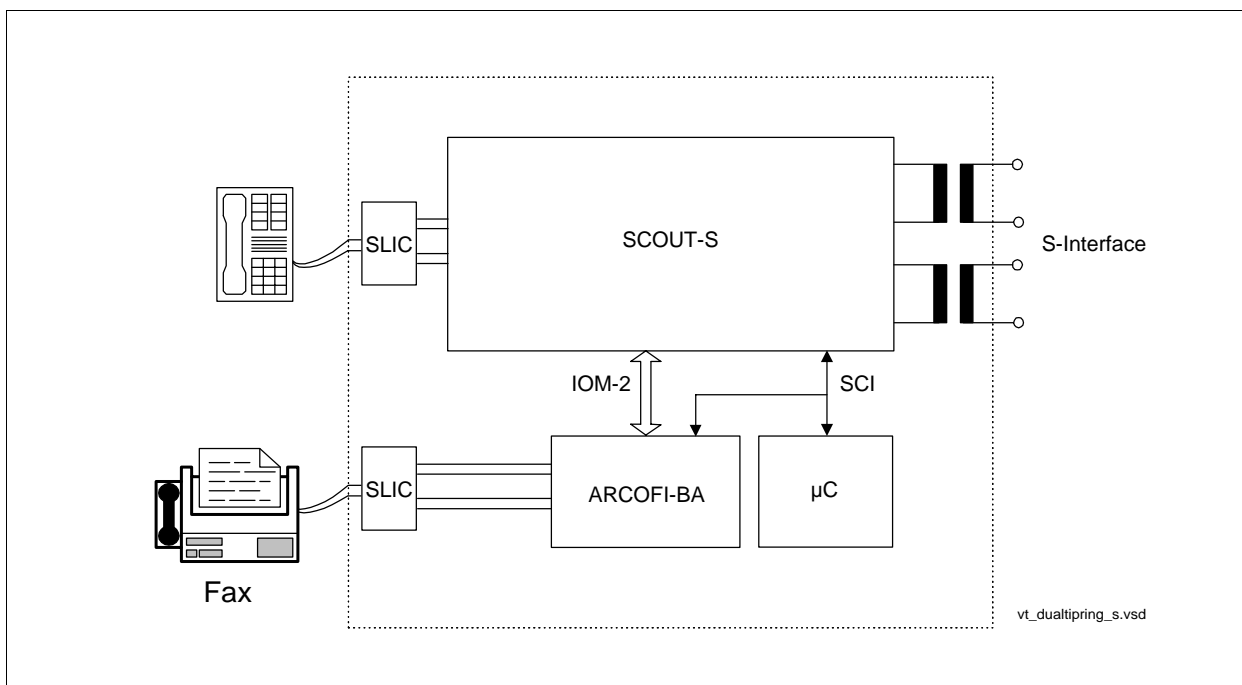 SLIC
SCOUT-S
S-Interface
IOM-2
SCI
SLIC
ARCOFI-BA
µC
Fax
vt_dualtipring_s.vsd